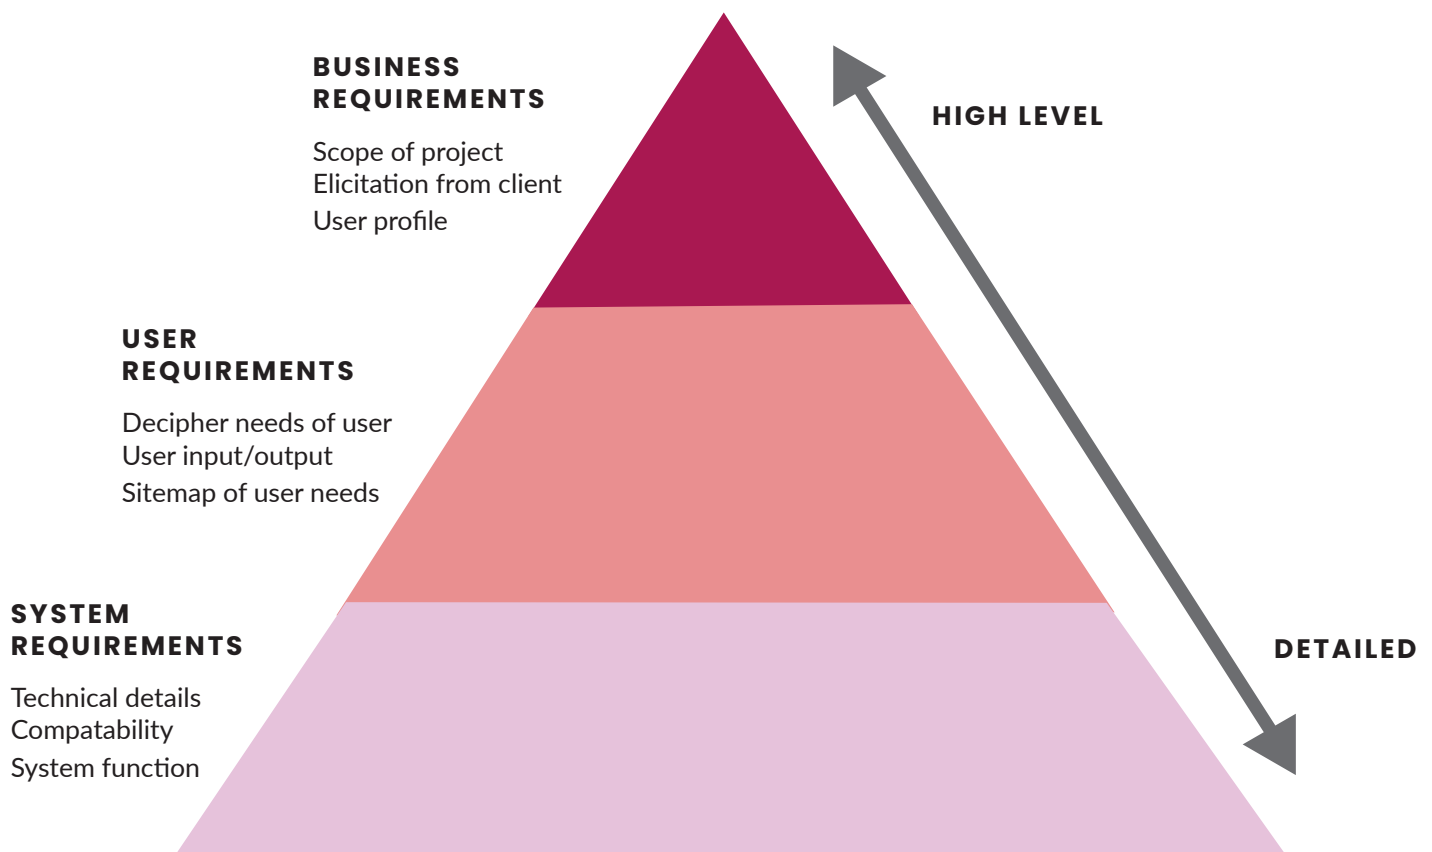 BUSINESS
REQUIREMENTS
Scope of project
Elicitation from client
User profile
HIGH LEVEL
USER
REQUIREMENTS
Decipher needs of user
User input/output
Sitemap of user needs
SYSTEM
REQUIREMENTS
Technical details
Compatability
System function
DETAILED